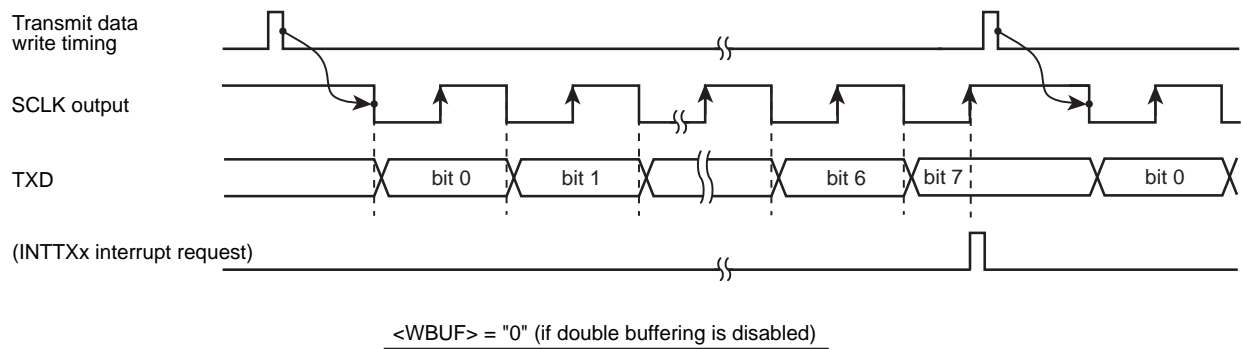 Transmit data
write timing
SCLK output
TXD
bit 0
bit 1
bit 6
bit 7
bit 0
(INTTXx interrupt request)
<WBUF> = "0" (if double buffering is disabled)